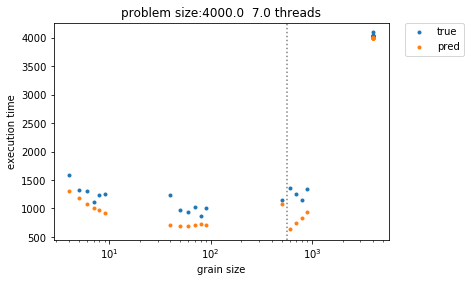 problem size:4000.0  7.0 threads
true
pred
4000
3500
3000
2500
2000
1500
1000
500
execution time
10¹ 10² 10³
grain size